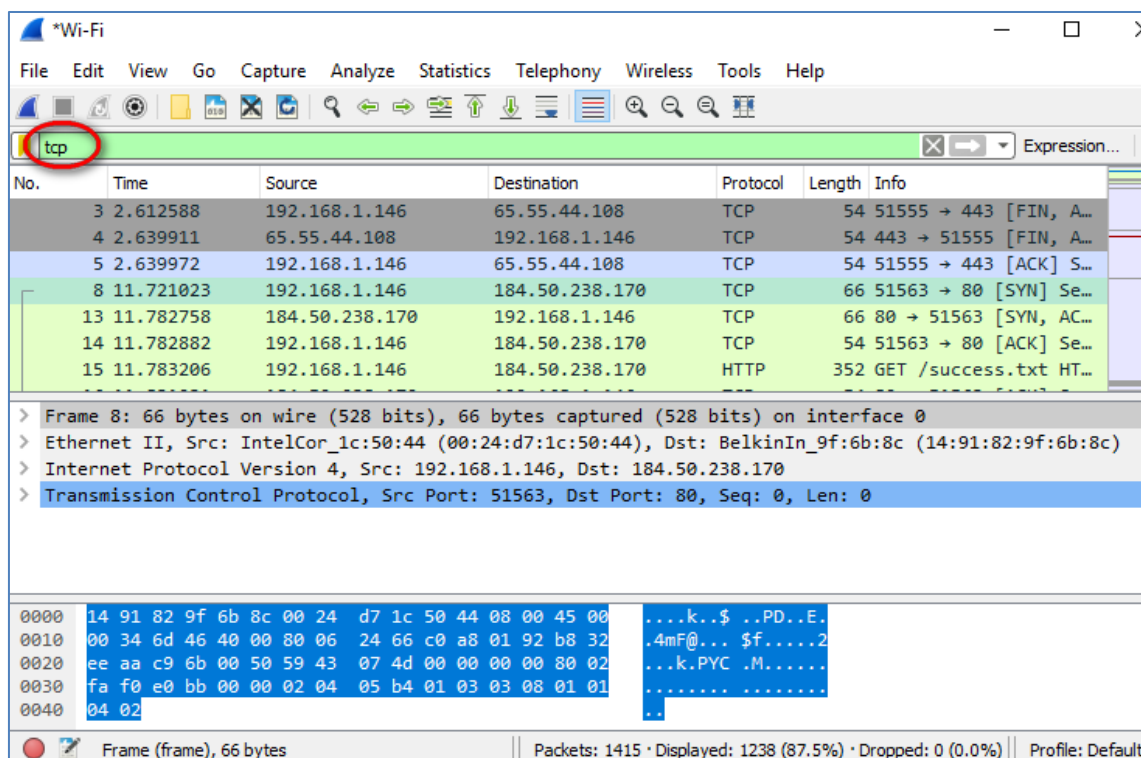 *Wi-Fi
File Edit View Go Capture Analyze Statistics Telephony Wireless Tools Help
tcp Expression...
No. Time Source Destination Protocol Length Info
3 2.612588 192.168.1.146 65.55.44.108 TCP 54 51555 → 443 [FIN, A…
4 2.639911 65.55.44.108 192.168.1.146 TCP 54 443 → 51555 [FIN, A…
5 2.639972 192.168.1.146 65.55.44.108 TCP 54 51555 → 443 [ACK] S…
8 11.721023 192.168.1.146 184.50.238.170 TCP 66 51563 → 80 [SYN] Se…
13 11.782758 184.50.238.170 192.168.1.146 TCP 66 80 → 51563 [SYN, AC…
14 11.782882 192.168.1.146 184.50.238.170 TCP 54 51563 → 80 [ACK] Se…
15 11.783206 192.168.1.146 184.50.238.170 HTTP 352 GET /success.txt HT…
> Frame 8: 66 bytes on wire (528 bits), 66 bytes captured (528 bits) on interface 0
> Ethernet II, Src: IntelCor_1c:50:44 (00:24:d7:1c:50:44), Dst: BelkinIn_9f:6b:8c (14:91:82:9f:6b:8c)
> Internet Protocol Version 4, Src: 192.168.1.146, Dst: 184.50.238.170
> Transmission Control Protocol, Src Port: 51563, Dst Port: 80, Seq: 0, Len: 0
0000 14 91 82 9f 6b 8c 00 24 d7 1c 50 44 08 00 45 00 ....k..$ ..PD..E.
0010 00 34 6d 46 40 00 80 06 24 66 c0 a8 01 92 b8 32 .4mF@... $f.....2
0020 ee aa c9 6b 00 50 59 43 07 4d 00 00 00 00 80 02 ...k.PYC .M......
0030 fa f0 e0 bb 00 00 02 04 05 b4 01 03 03 08 01 01 ........ ........
0040 04 02 ..
Frame (frame), 66 bytes Packets: 1415 · Displayed: 1238 (87.5%) · Dropped: 0 (0.0%) Profile: Default